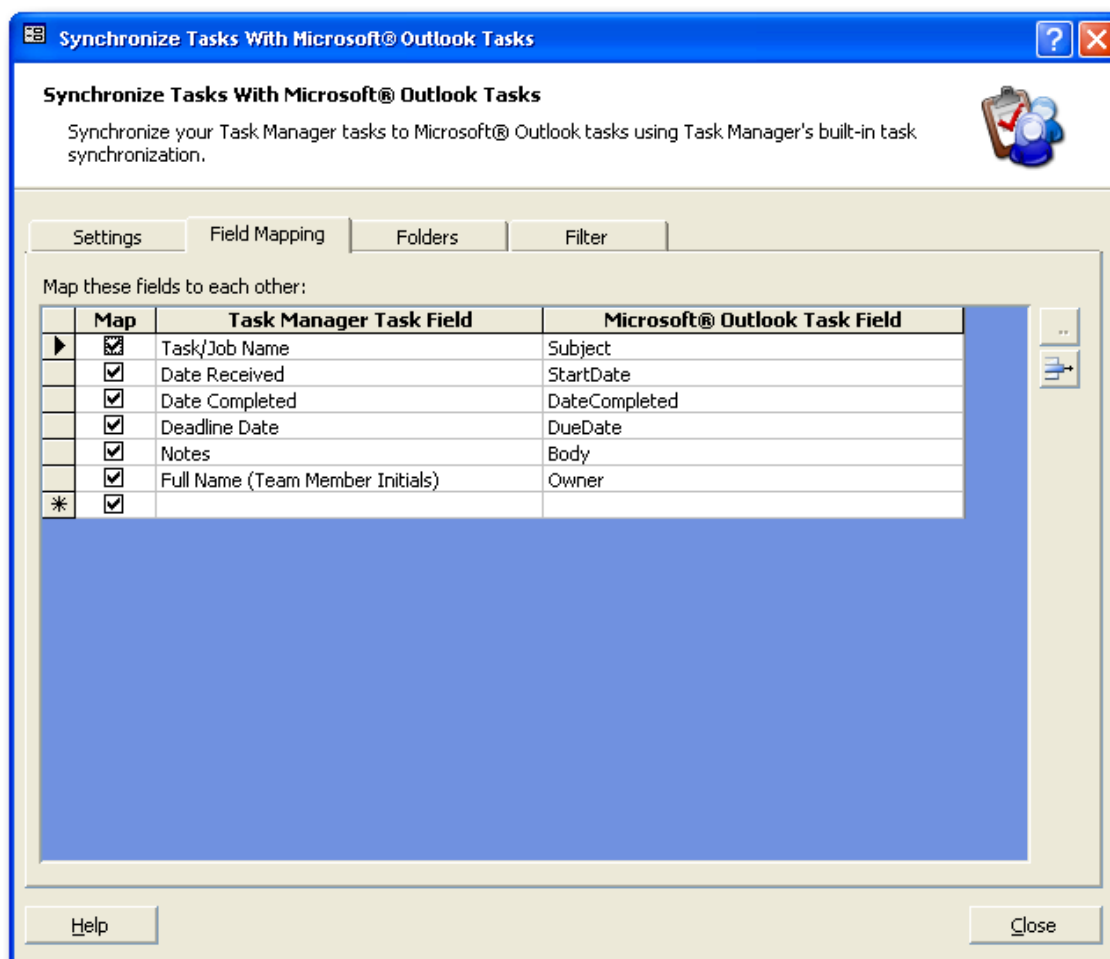 Synchronize Tasks With Microsoft® Outlook Tasks
Synchronize Tasks With Microsoft® Outlook Tasks
Synchronize your Task Manager tasks to Microsoft® Outlook tasks using Task Manager's built-in task
synchronization.
Settings Field Mapping Folders Filter
Map these fields to each other:
Map Task Manager Task Field Microsoft® Outlook Task Field
Task/Job Name Subject
Date Received StartDate
Date Completed DateCompleted
Deadline Date DueDate
Notes Body
Full Name (Team Member Initials) Owner
Help Close